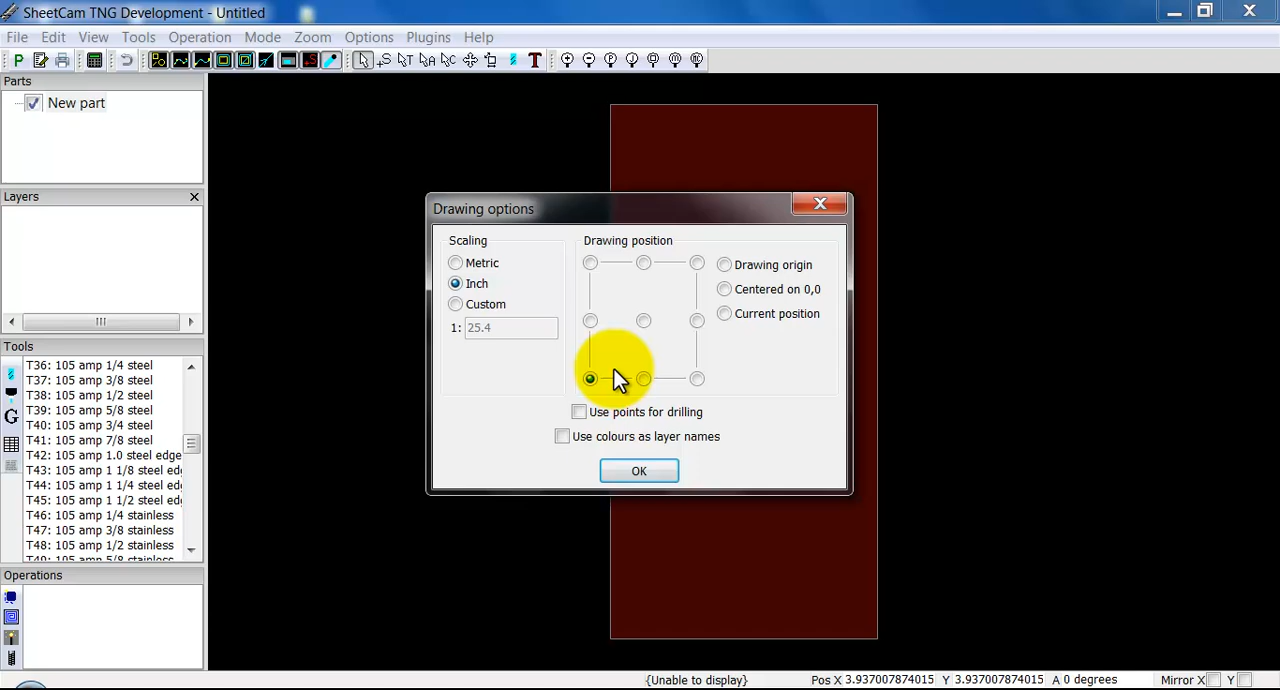 SheetCam TNG Development - Untitled
File Edit View Tools Operation Mode Zoom Options Plugins Help
Parts
New part
Layers
Tools
T36: 105 amp 1/4 steel
T37: 105 amp 3/8 steel
T38: 105 amp 1/2 steel
T39: 105 amp 5/8 steel
T40: 105 amp 3/4 steel
T41: 105 amp 7/8 steel
T42: 105 amp 1.0 steel edge
T43: 105 amp 1 1/8 steel edg
T44: 105 amp 1 1/4 steel edg
T45: 105 amp 1 1/2 steel edg
T46: 105 amp 1/4 stainless
T47: 105 amp 3/8 stainless
T48: 105 amp 1/2 stainless
T49: 105 amp 5/8 stainless
Operations
Drawing options
Scaling
Metric
Inch
Custom
1: 25.4
Drawing position
Drawing origin
Centered on 0,0
Current position
Use points for drilling
Use colours as layer names
OK
{Unable to display} Pos X 3.937007874015 Y 3.937007874015 A 0 degrees Mirror X Y